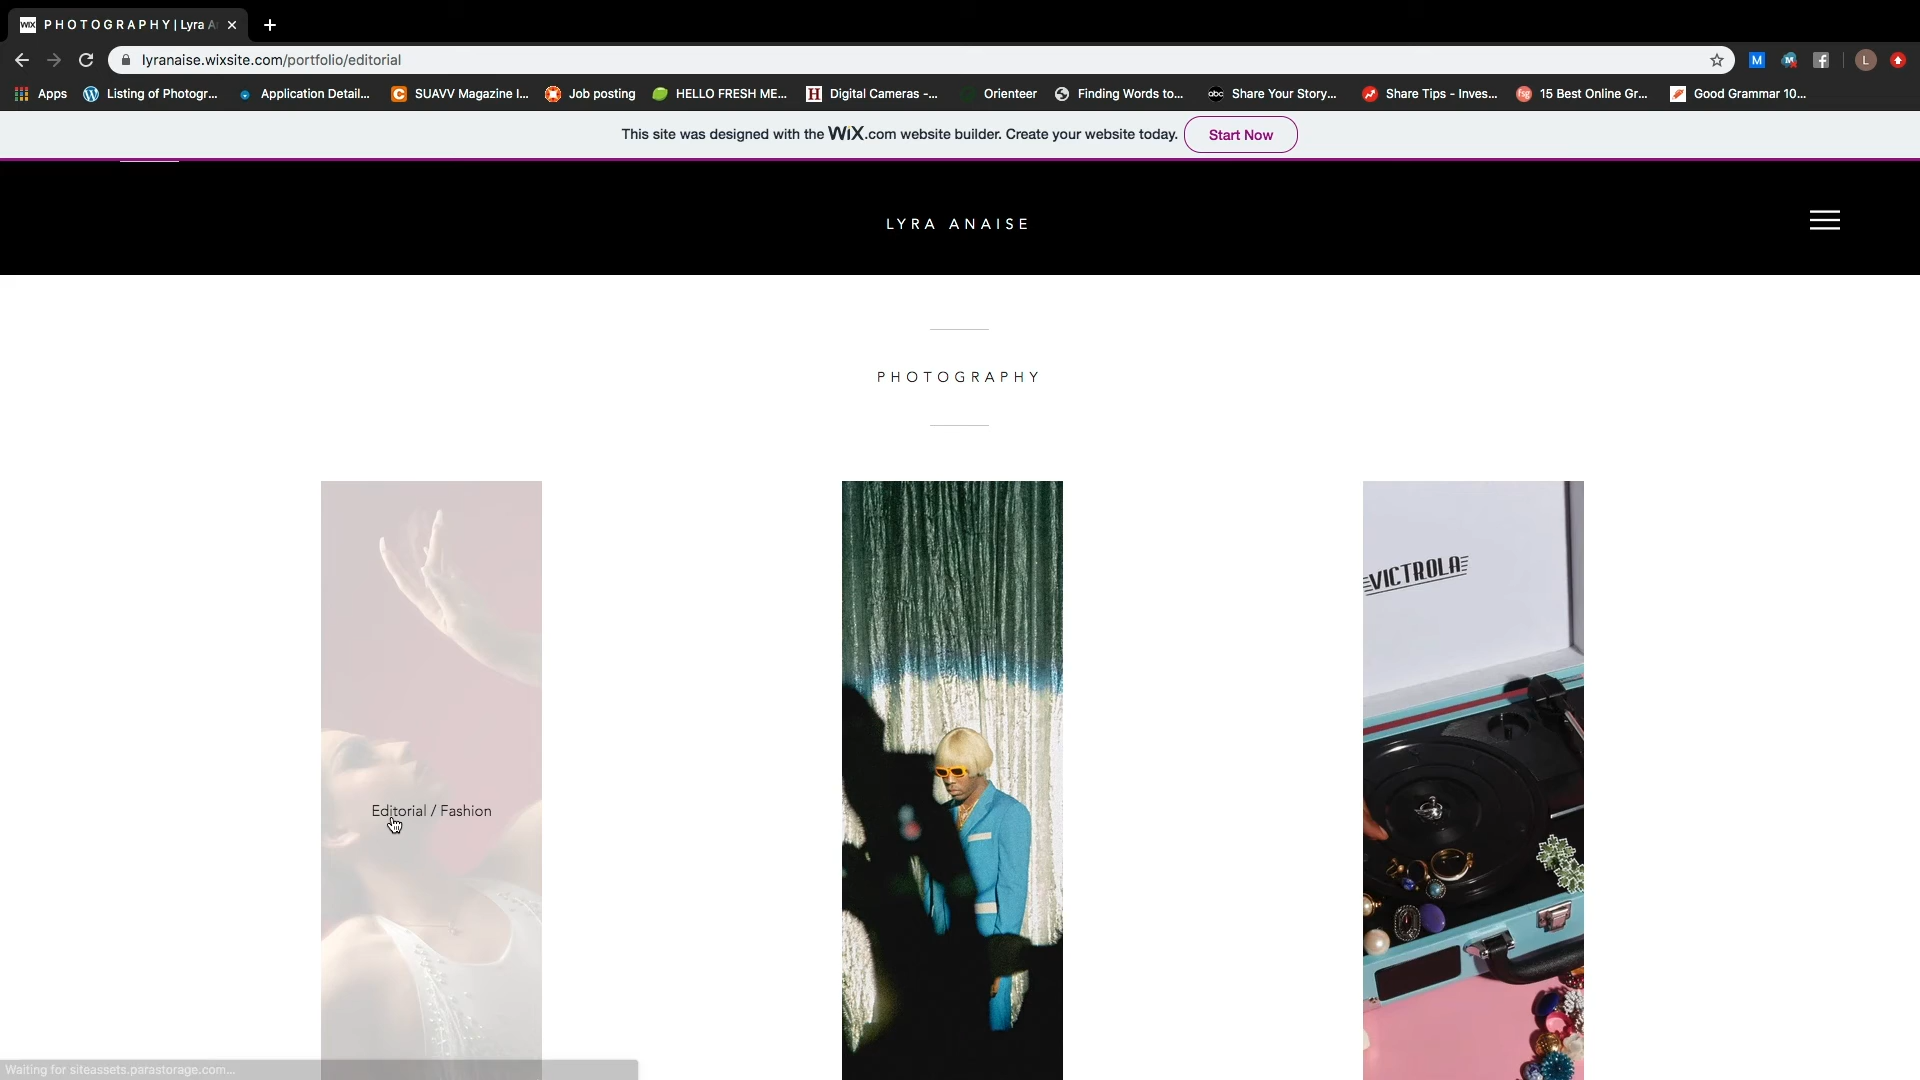 WIX PHOTOGRAPHY | Lyra A
lyranaise.wixsite.com/portfolio/editorial
Apps Listing of Photogr... Application Detail... SUAVV Magazine I... Job posting HELLO FRESH ME... Digital Cameras -... Orienteer Finding Words to... Share Your Story... Share Tips - Inves... 15 Best Online Gr... Good Grammar 10...
This site was designed with the WiX.com website builder. Create your website today. Start Now
LYRA ANAISE
PHOTOGRAPHY
VICTROLA
Editorial / Fashion
Waiting for siteassets.parastorage.com...